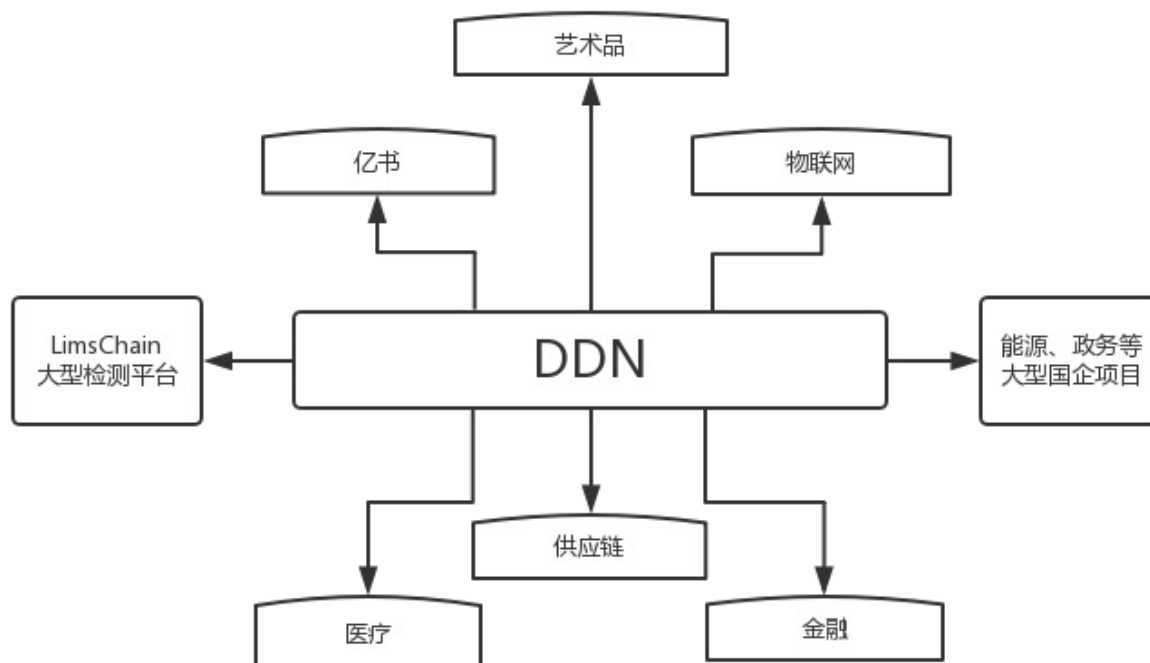 艺术品
亿书
物联网
LimsChain
大型检测平台
DDN
能源、政务等
大型国企项目
供应链
医疗
金融